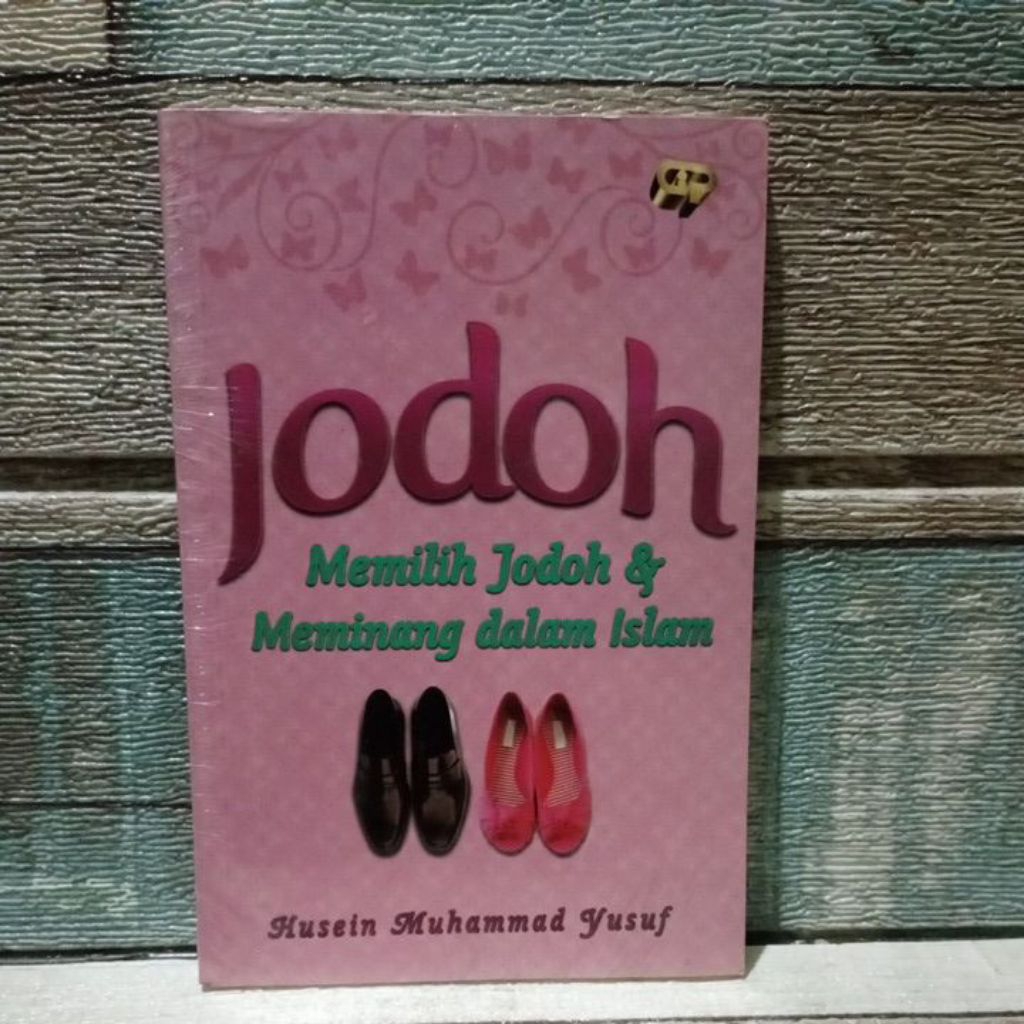 Jodoh
Memilih Jodoh &
Meminang dalam Islam
Husein Muhammad Yusuf